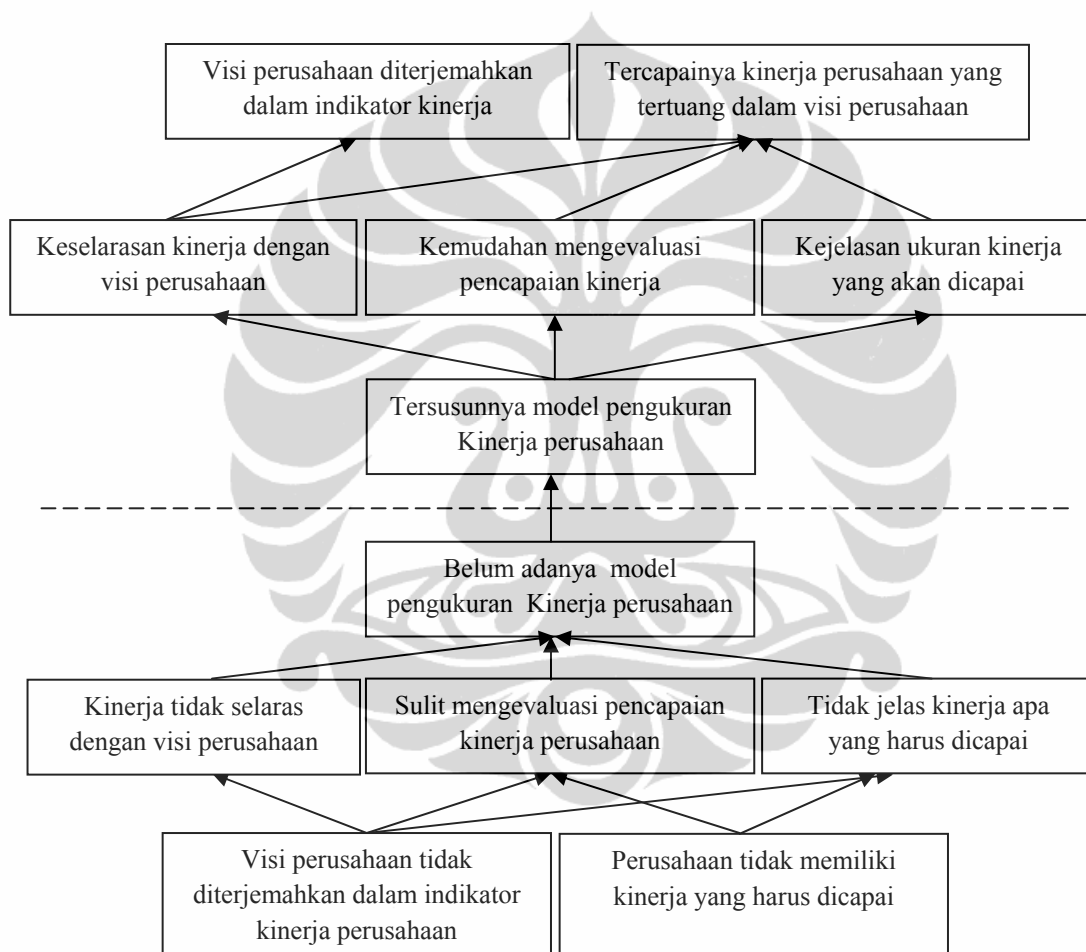 Visi perusahaan diterjemahkan
dalam indikator kinerja
Tercapainya kinerja perusahaan yang
tertuang dalam visi perusahaan
Keselarasan kinerja dengan
visi perusahaan
Kemudahan mengevaluasi
pencapaian kinerja
Kejelasan ukuran kinerja
yang akan dicapai
Tersusunnya model pengukuran
Kinerja perusahaan
Belum adanya model
pengukuran Kinerja perusahaan
Kinerja tidak selaras
dengan visi perusahaan
Sulit mengevaluasi pencapaian
kinerja perusahaan
Tidak jelas kinerja apa
yang harus dicapai
Visi perusahaan tidak
diterjemahkan dalam indikator
kinerja perusahaan
Perusahaan tidak memiliki
kinerja yang harus dicapai